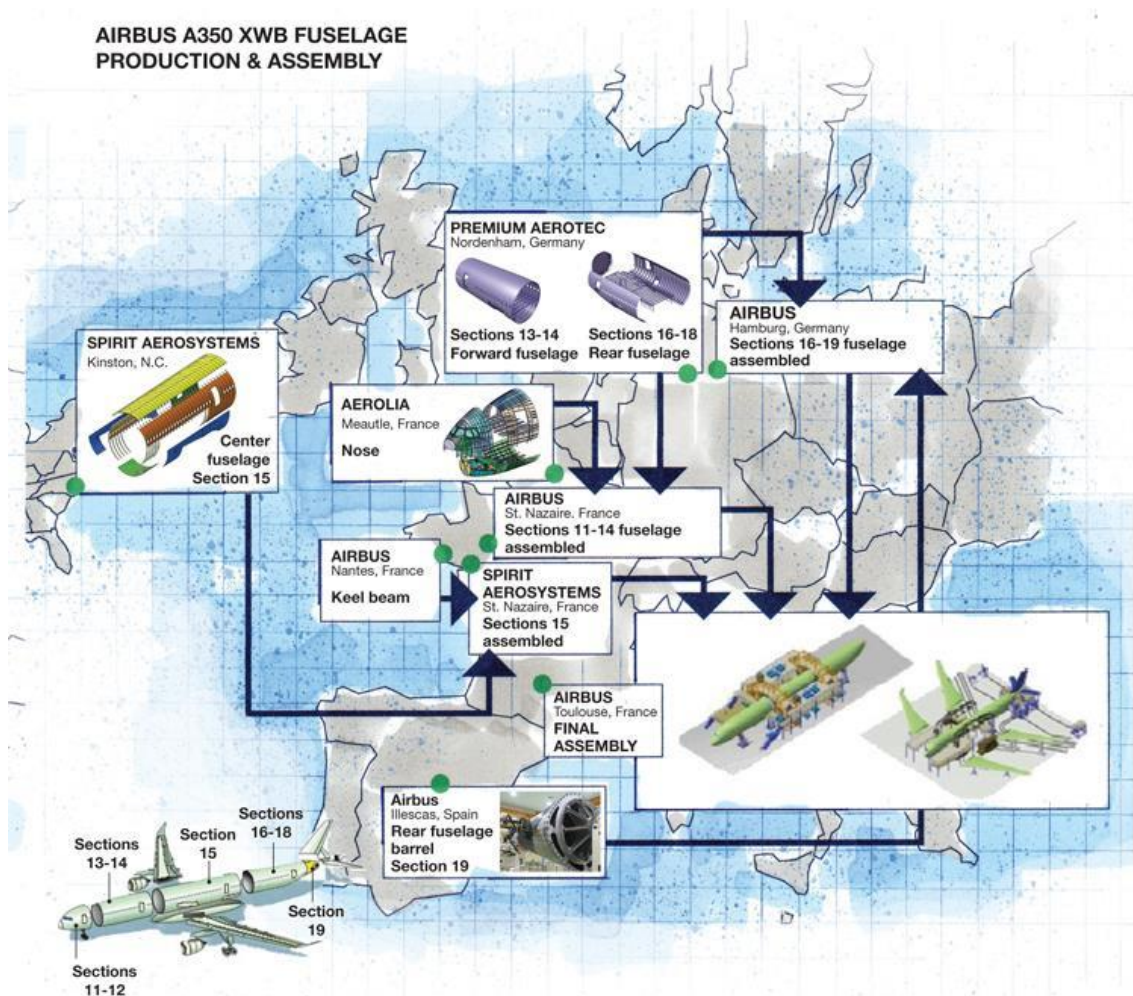 AIRBUS A350 XWB FUSELAGE
PRODUCTION & ASSEMBLY
PREMIUM AEROTEC
Nordenham, Germany
Sections 13-14
Forward fuselage
Sections 16-18
Rear fuselage
AIRBUS
Hamburg, Germany
Sections 16-19 fuselage
assembled
SPIRIT AEROSYSTEMS
Kinston, N.C.
Center
fuselage
Section 15
AEROLIA
Meautle, France
Nose
AIRBUS
St. Nazaire. France
Sections 11-14 fuselage
assembled
AIRBUS
Nantes, France
Keel beam
SPIRIT
AEROSYSTEMS
St. Nazaire, France
Sections 15
assembled
AIRBUS
Toulouse, France
FINAL
ASSEMBLY
Airbus
Illescas, Spain
Rear fuselage
barrel
Section 19
Sections
13-14
Section
15
Sections
16-18
Section
19
Sections
11-12